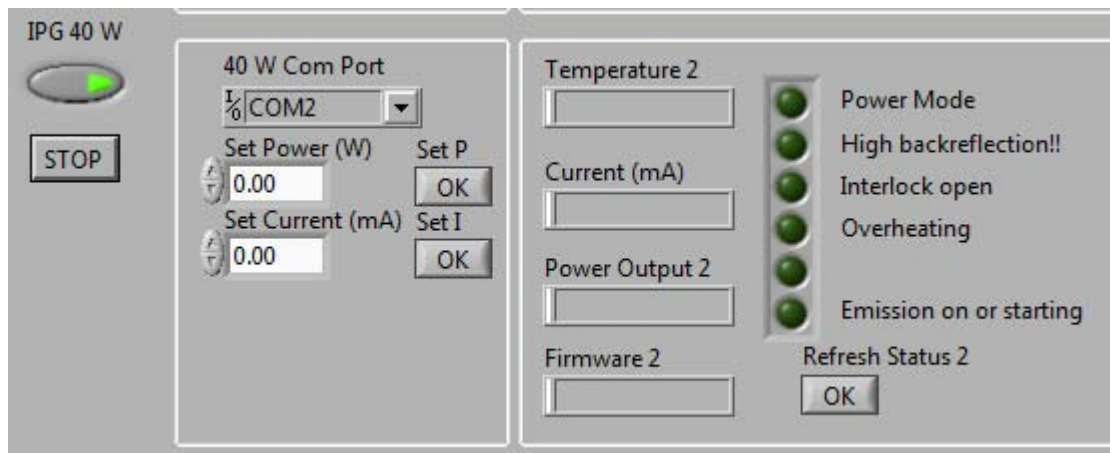 IPG 40 W
STOP
40 W Com Port
I/O COM2
Set Power (W) Set P
0.00 OK
Set Current (mA) Set I
0.00 OK
Temperature 2
Current (mA)
Power Output 2
Firmware 2
Power Mode
High backreflection!!
Interlock open
Overheating
Emission on or starting
Refresh Status 2
OK